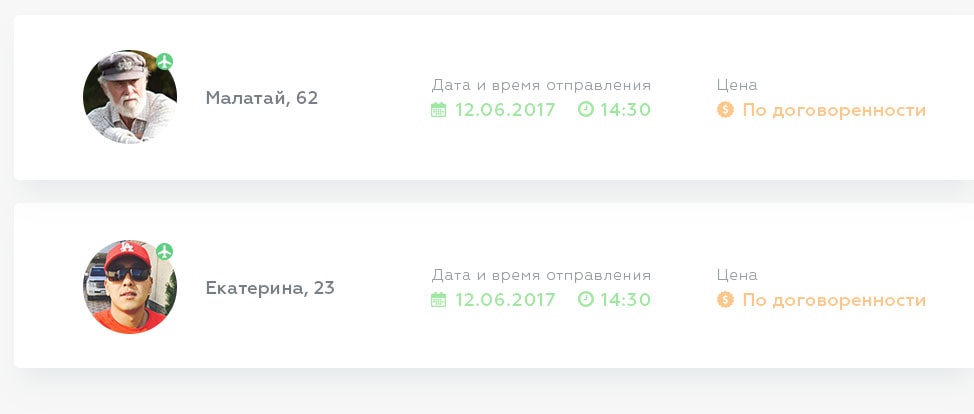 Малатай, 62
Дата и время отправления
12.06.2017 14:30
Цена
По договоренности
Екатерина, 23
Дата и время отправления
12.06.2017 14:30
Цена
По договоренности